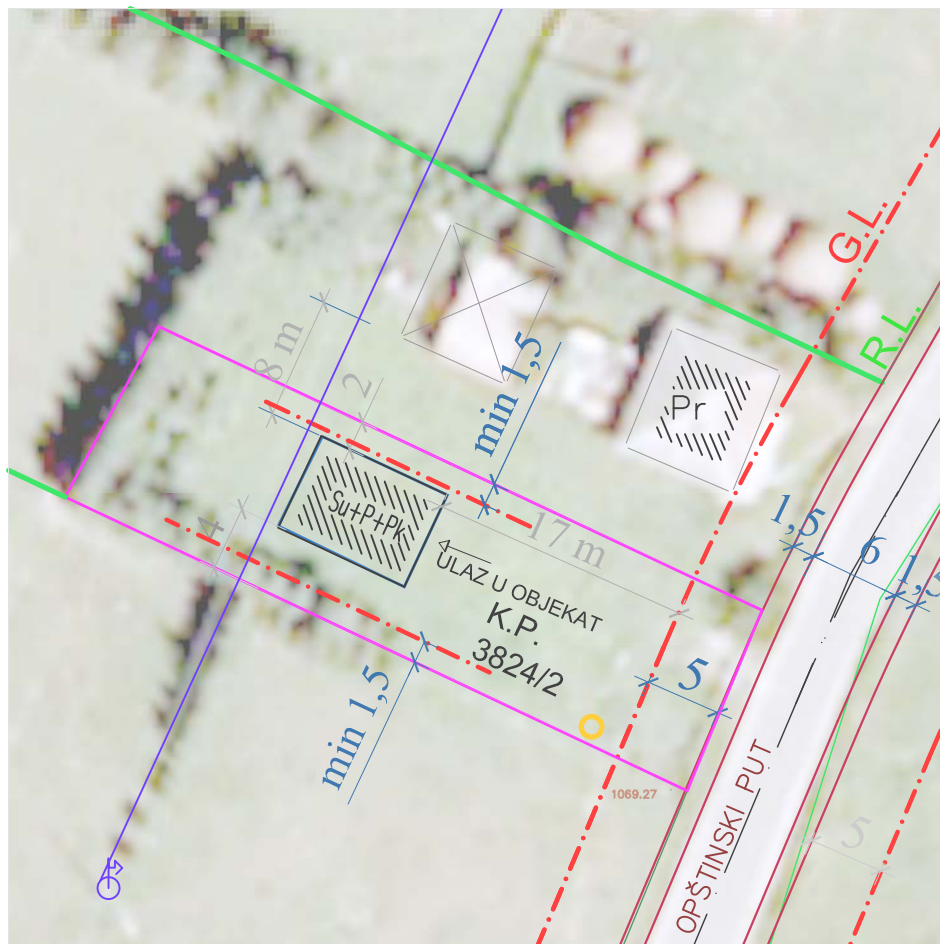 G.L.
R.L.
8 m
2
min 1,5
Pr
Su+P+Pk
4
17 m
1,5
6
1,5
ULAZ U OBJEKAT
K.P.
3824/2
5
min 1,5
1069.27
OPŠTINSKI PUT
5